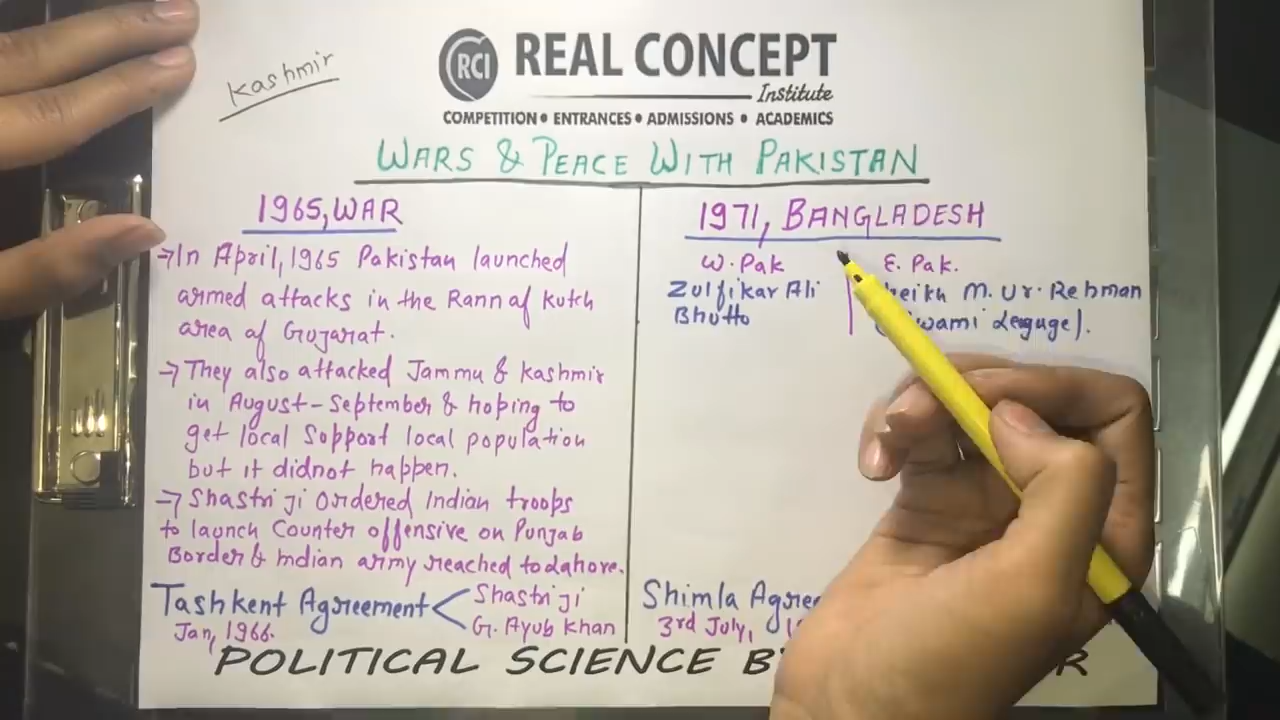 Kashmir
RCI
REAL CONCEPT
Institute
COMPETITION • ENTRANCES • ADMISSIONS • ACADEMICS
WARS & PEACE WITH PAKISTAN
1965, WAR
→ In April, 1965 Pakistan launched
armed attacks in the Rann of Kutch
area of Gujarat.
→ They also attacked Jammu & Kashmir
in August - September & hoping to
get local Support local population
but it didnot happen.
→ Shastri Ji Ordered Indian troops
to launch Counter offensive on Punjab
Border & Indian army reached to Lahore.
Tashkent Agreement
Jan, 1966.
Shastri Ji
G. Ayub Khan
1971, BANGLADESH
W. Pak
Zulfikar Ali
Bhutto
E. Pak.
M. Ur. Rehman
Leguge).
Shimla
3rd July,
POLITICAL SCIENCE